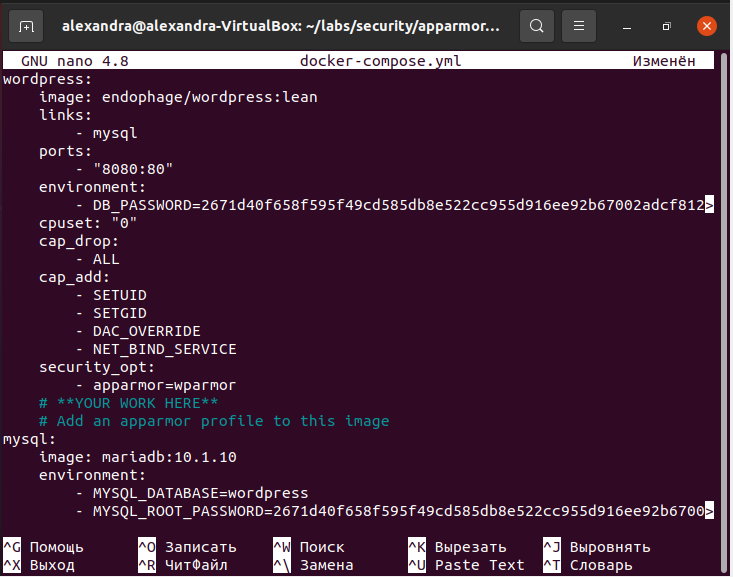 alexandra@alexandra-VirtualBox: ~/labs/security/apparmor...
GNU nano 4.8 docker-compose.yml Изменён
wordpress:
    image: endophage/wordpress:lean
    links:
        - mysql
    ports:
        - "8080:80"
    environment:
        - DB_PASSWORD=2671d40f658f595f49cd585db8e522cc955d916ee92b67002adcf812>
    cpuset: "0"
    cap_drop:
        - ALL
    cap_add:
        - SETUID
        - SETGID
        - DAC_OVERRIDE
        - NET_BIND_SERVICE
    security_opt:
        - apparmor=wparmor
    # **YOUR WORK HERE**
    # Add an apparmor profile to this image
mysql:
    image: mariadb:10.1.10
    environment:
        - MYSQL_DATABASE=wordpress
        - MYSQL_ROOT_PASSWORD=2671d40f658f595f49cd585db8e522cc955d916ee92b6700>
^G Помощь ^O Записать ^W Поиск ^K Вырезать ^J Выровнять
^X Выход ^R ЧитФайл ^\ Замена ^U Paste Text ^T Словарь